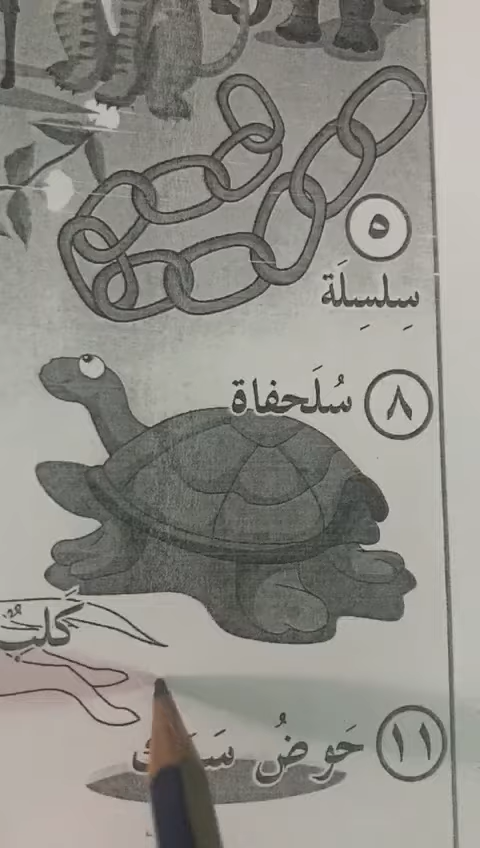 ٥
سِلسِلَة
٨ سُلَحفاة
كَلبٌ
١١ حَوضُ